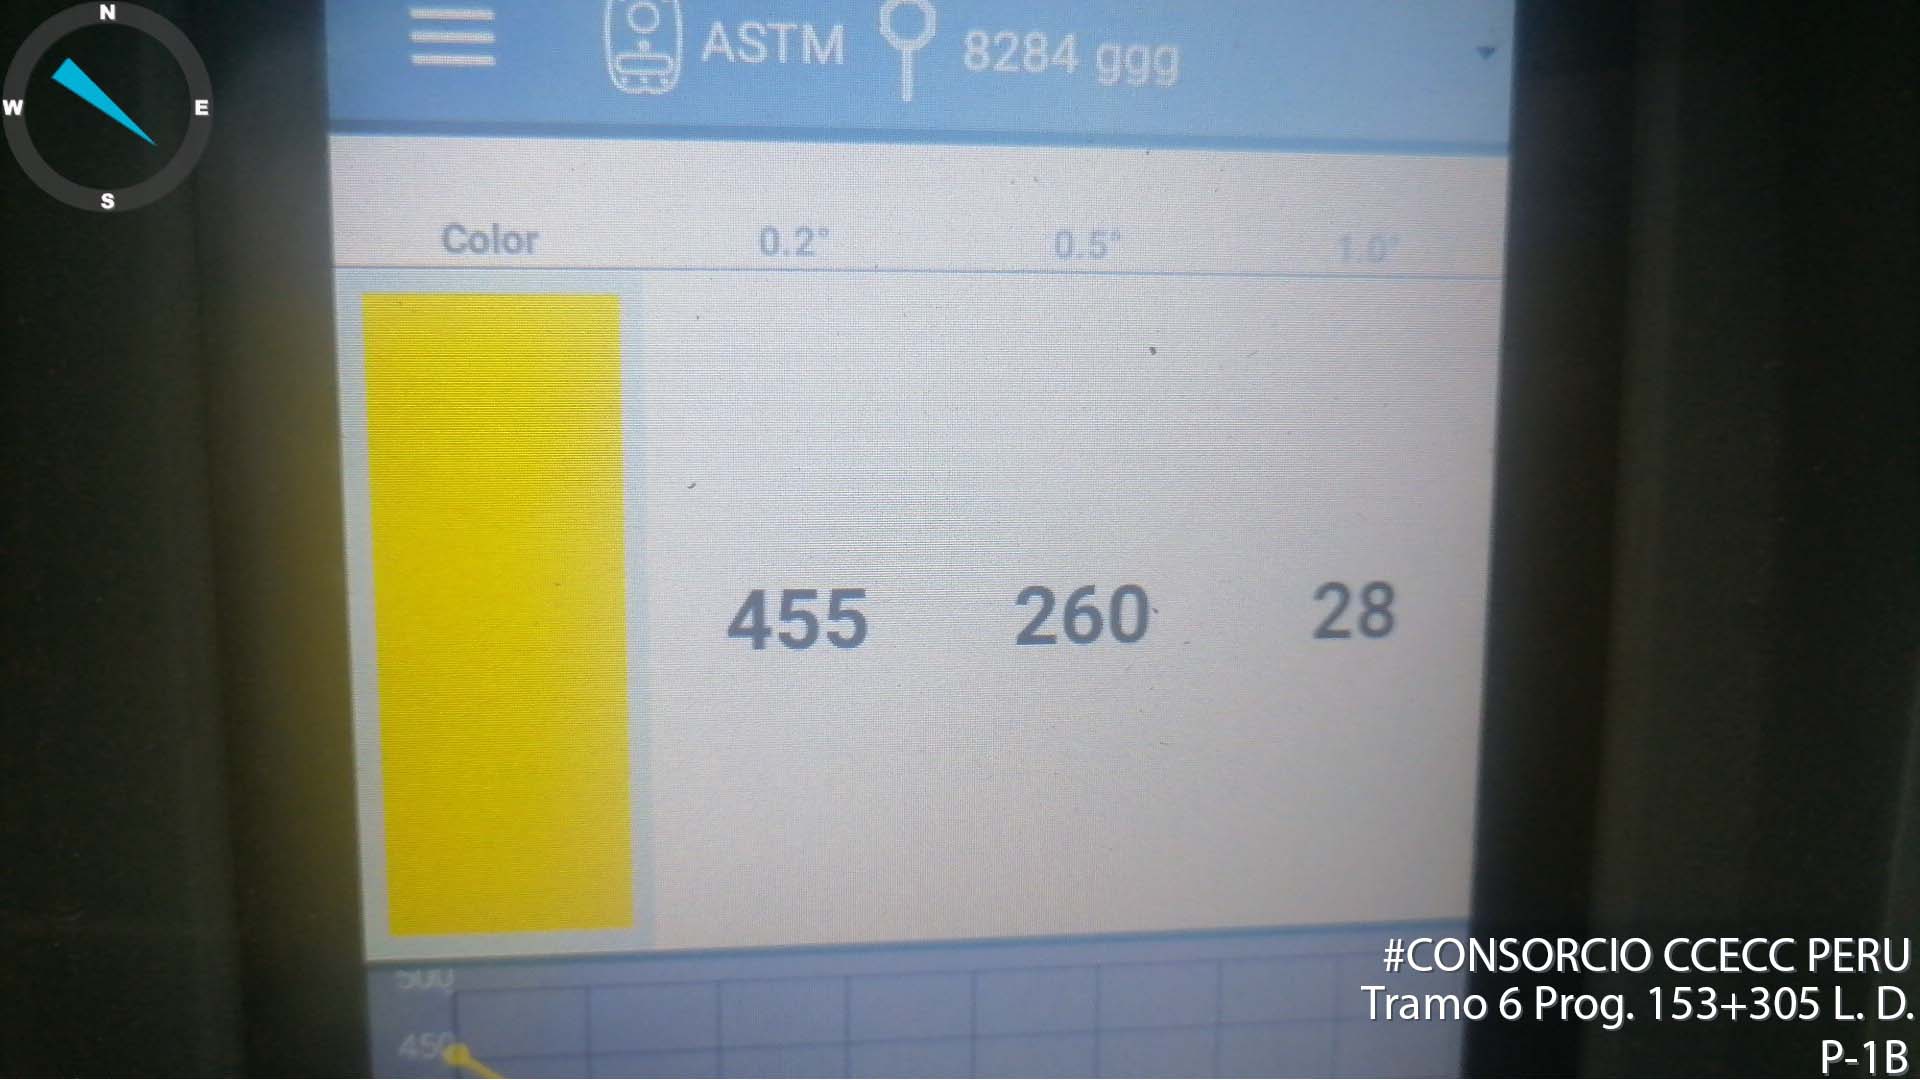 N
W
E
S
ASTM
8284 ggg
Color
0.2°
0.5°
1.0°
455
260
28
500
450
#CONSORCIO CCECC PERU
Tramo 6 Prog. 153+305 L. D.
P-1B